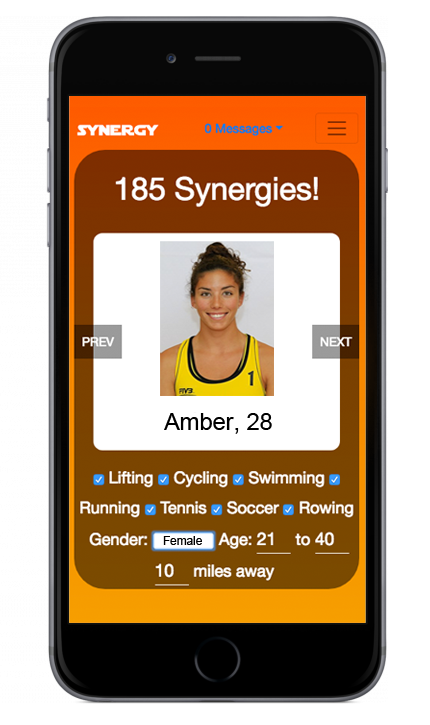 SYNERGY 0 Messages
185 Synergies!
1
FIVB
PREV NEXT
Amber, 28
Lifting Cycling Swimming
Running Tennis Soccer Rowing
Gender: Female Age: 21 to 40
10 miles away